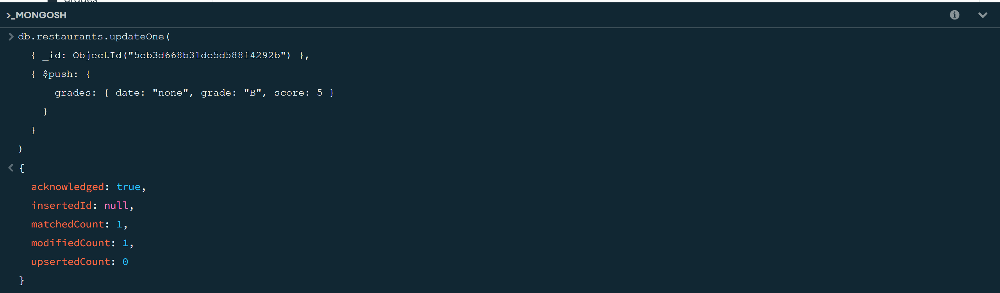 >_MONGOSH
> db.restaurants.updateOne(
{ _id: ObjectId("5eb3d668b31de5d588f4292b") },
{ $push: {
grades: { date: "none", grade: "B", score: 5 }
}
}
)
< {
acknowledged: true,
insertedId: null,
matchedCount: 1,
modifiedCount: 1,
upsertedCount: 0
}